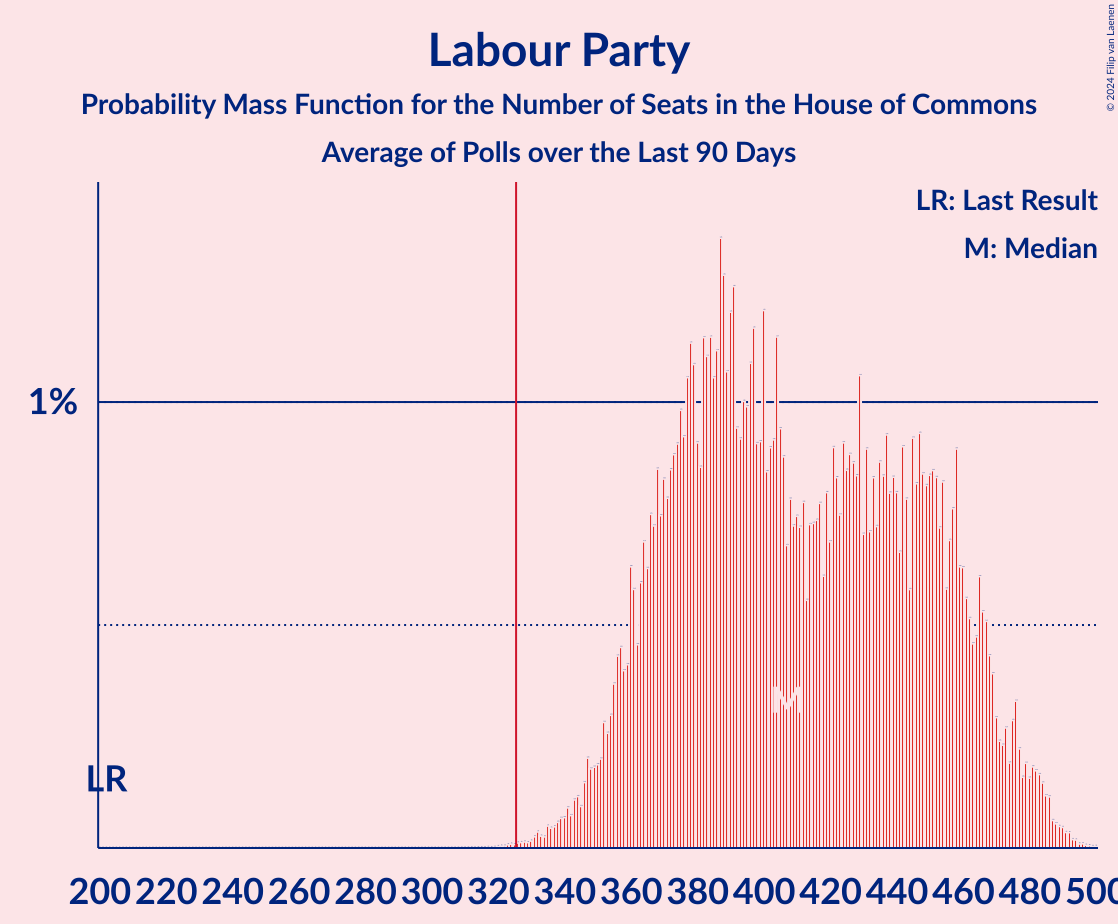 Labour Party
Probability Mass Function for the Number of Seats in the House of Commons
Average of Polls over the Last 90 Days
© 2024 Filip van Laenen
LR: Last Result
M: Median
1%
M
LR
200 220 240 260 280 300 320 340 360 380 400 420 440 460 480 500